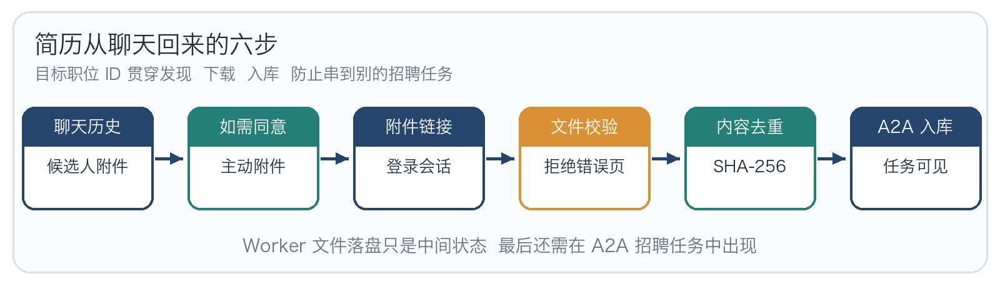 简历从聊天回来的六步
目标职位 ID 贯穿发现 下载 入库 防止串到别的招聘任务
聊天历史
候选人附件
如需同意
主动附件
附件链接
登录会话
文件校验
拒绝错误页
内容去重
SHA-256
A2A 入库
任务可见
Worker 文件落盘只是中间状态 最后还需在 A2A 招聘任务中出现